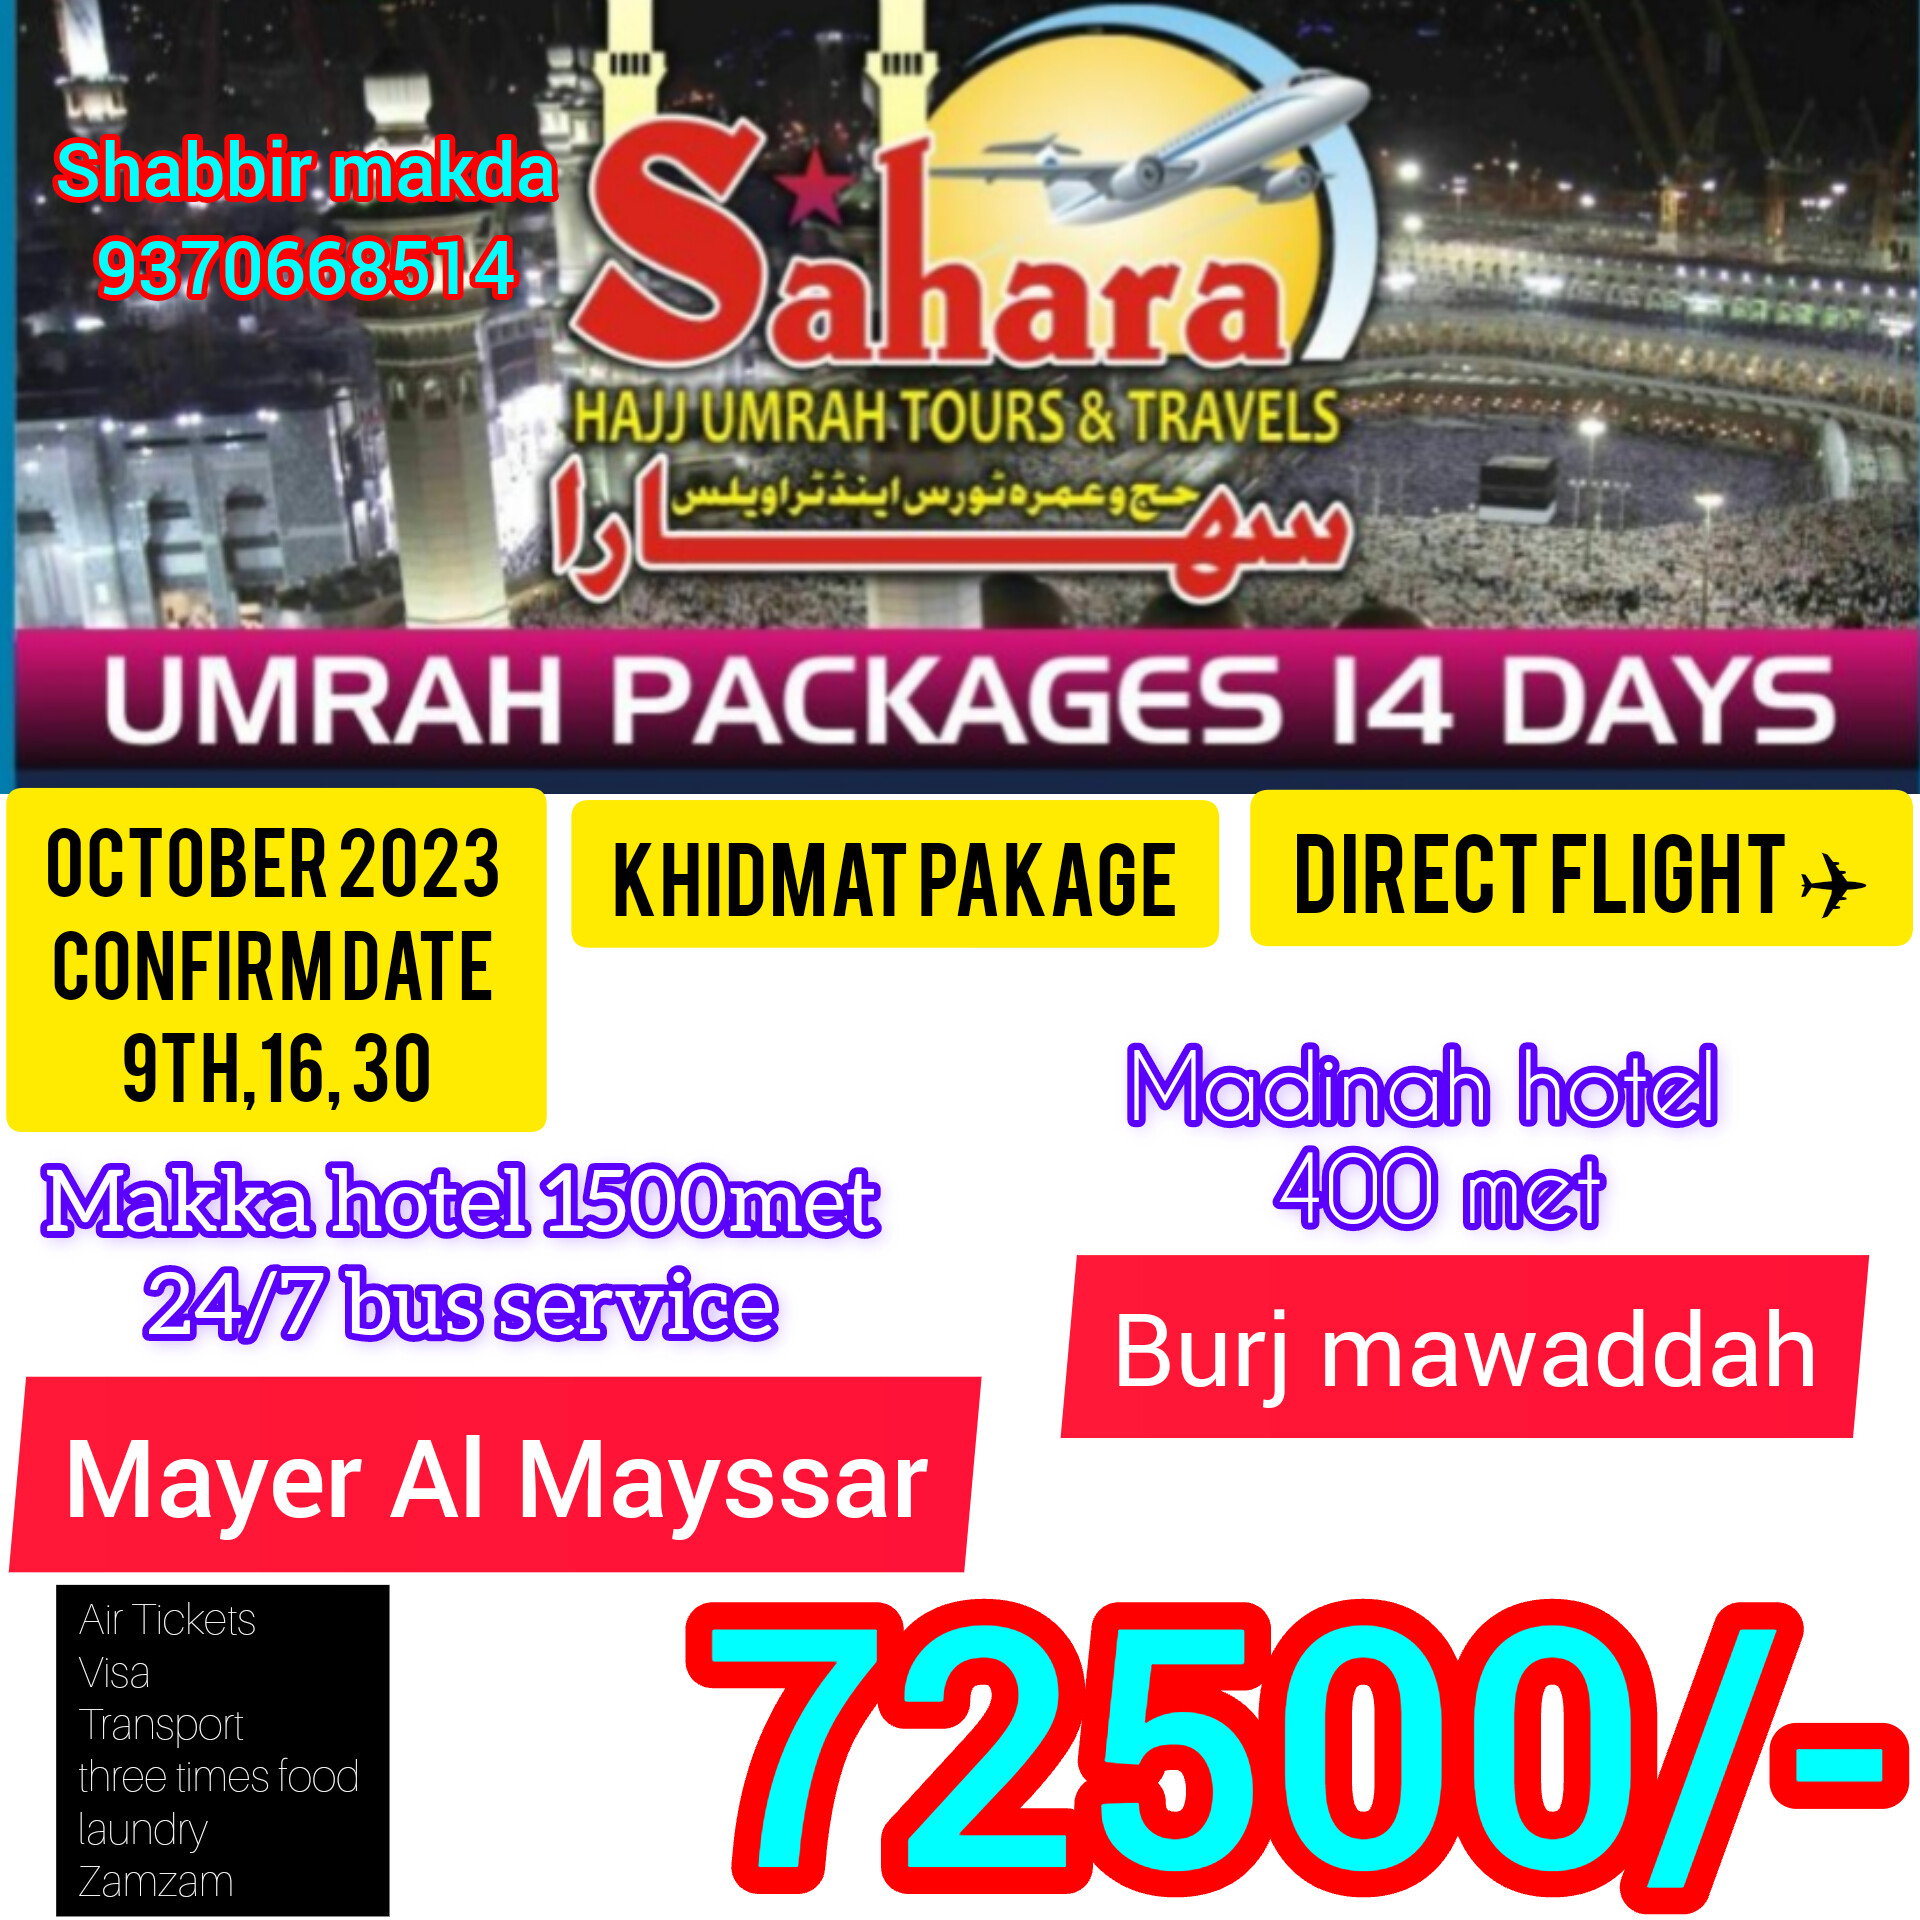 Shabbir makda
9370668514
Sahara
HAJJ UMRAH TOURS & TRAVELS
حج و عمرہ ٹورس اینڈ ٹراویلس
سہارا
UMRAH PACKAGES 14 DAYS
OCTOBER 2023
CONFIRM DATE
9TH,16, 30
KHIDMAT PAKAGE
DIRECT FLIGHT ✈
Makka hotel 1500met
24/7 bus service
Mayer Al Mayssar
Madinah hotel
400 met
Burj mawaddah
Air Tickets
Visa
Transport
three times food
laundry
Zamzam
72500/-